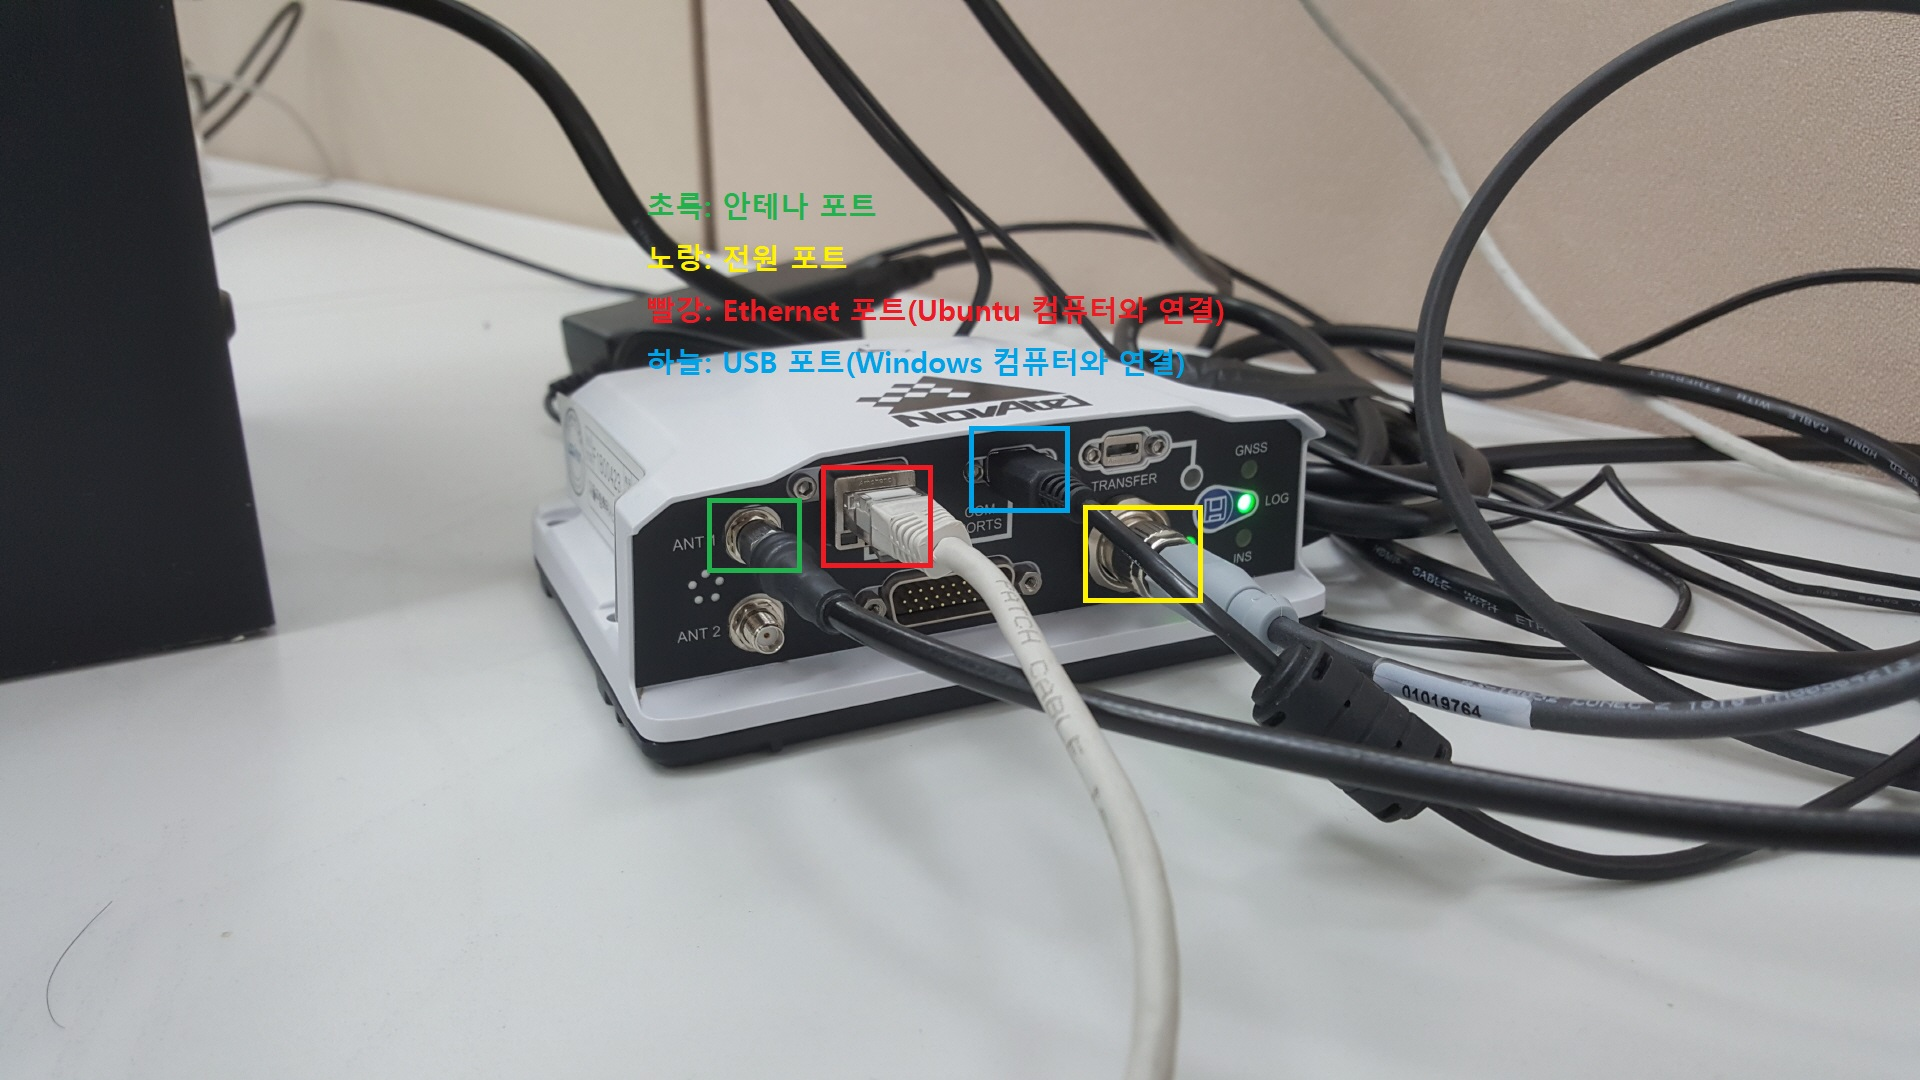 초록: 안테나 포트
노랑: 전원 포트
빨강: Ethernet 포트(Ubuntu 컴퓨터와 연결)
하늘: USB 포트(Windows 컴퓨터와 연결)
NovAtel
GNSS
TRANSFER
LOG
COM
PORTS
ANT 1
INS
ANT 2
PATCH CABLE
CABLE WITH
01019764